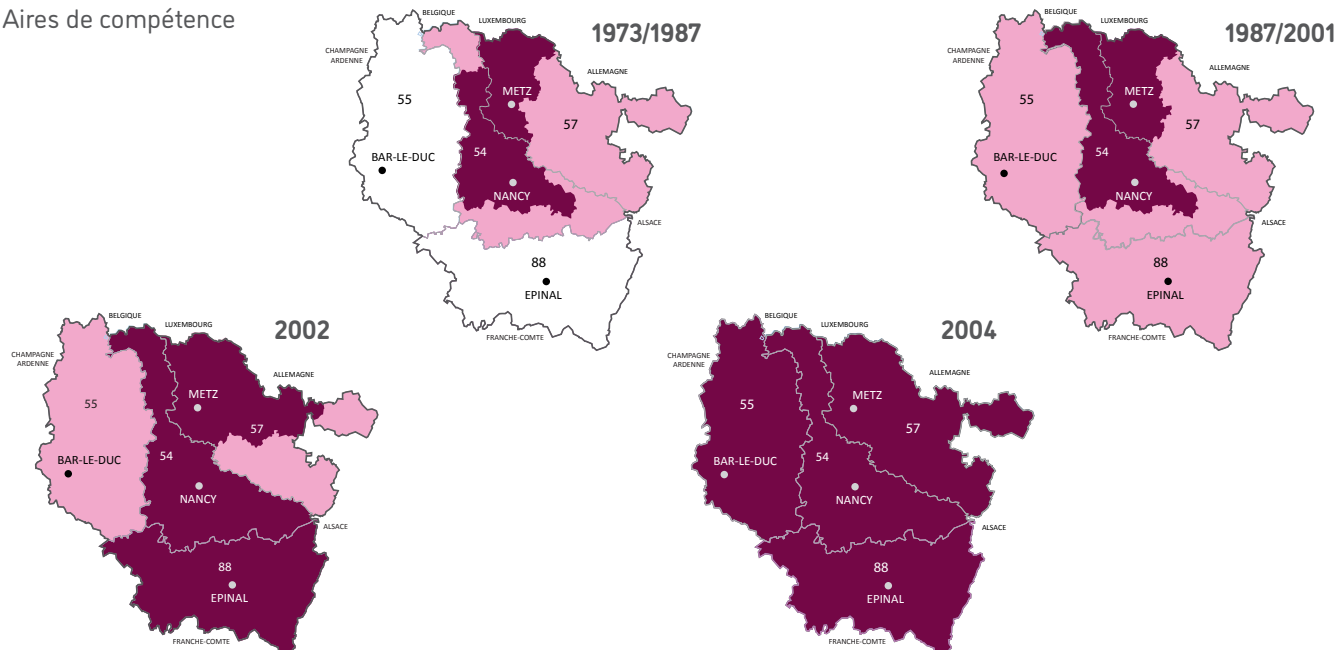 Aires de compétence
1973/1987
BELGIQUE
LUXEMBOURG
CHAMPAGNE
ARDENNE
ALLEMAGNE
55
METZ
57
BAR-LE-DUC
54
NANCY
ALSACE
88
EPINAL
FRANCHE-COMTE
1987/2001
BELGIQUE
LUXEMBOURG
CHAMPAGNE
ARDENNE
ALLEMAGNE
55
METZ
57
BAR-LE-DUC
54
NANCY
ALSACE
88
EPINAL
FRANCHE-COMTE
2002
BELGIQUE
LUXEMBOURG
CHAMPAGNE
ARDENNE
ALLEMAGNE
55
METZ
57
BAR-LE-DUC
54
NANCY
ALSACE
88
EPINAL
FRANCHE-COMTE
2004
BELGIQUE
LUXEMBOURG
CHAMPAGNE
ARDENNE
ALLEMAGNE
55
METZ
57
BAR-LE-DUC
54
NANCY
ALSACE
88
EPINAL
FRANCHE-COMTE